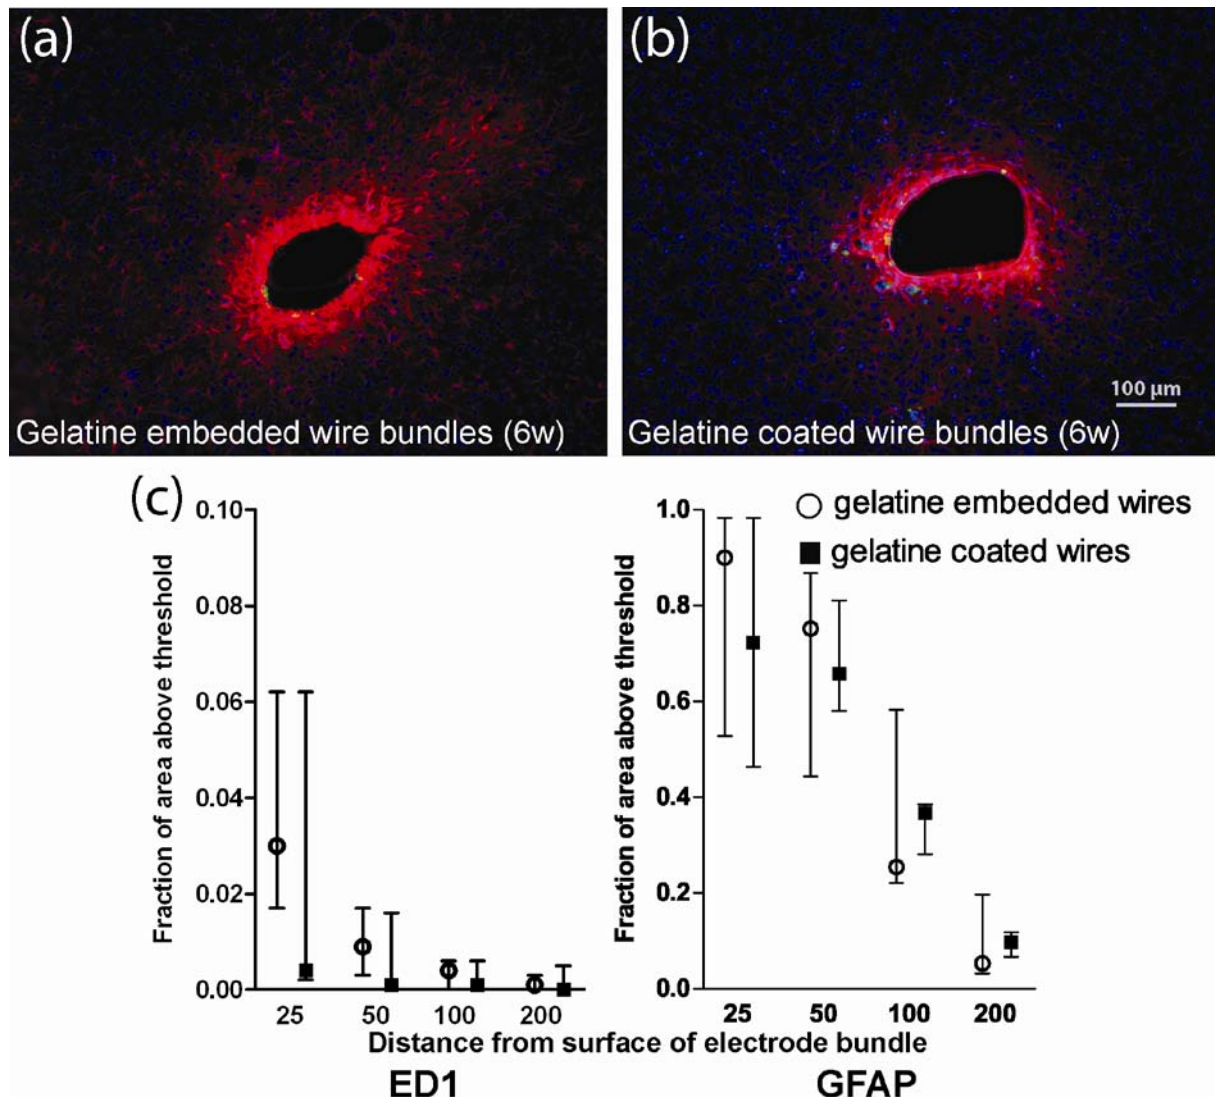 (a)
Gelatine embedded wire bundles (6w)
(b)
100 µm
Gelatine coated wire bundles (6w)
(c)
Fraction of area above threshold
0.10
0.08
0.06
0.04
0.02
0.00
25 50 100 200
Fraction of area above threshold
1.0
0.8
0.6
0.4
0.2
0.0
25 50 100 200
gelatine embedded wires
gelatine coated wires
Distance from surface of electrode bundle
ED1
GFAP